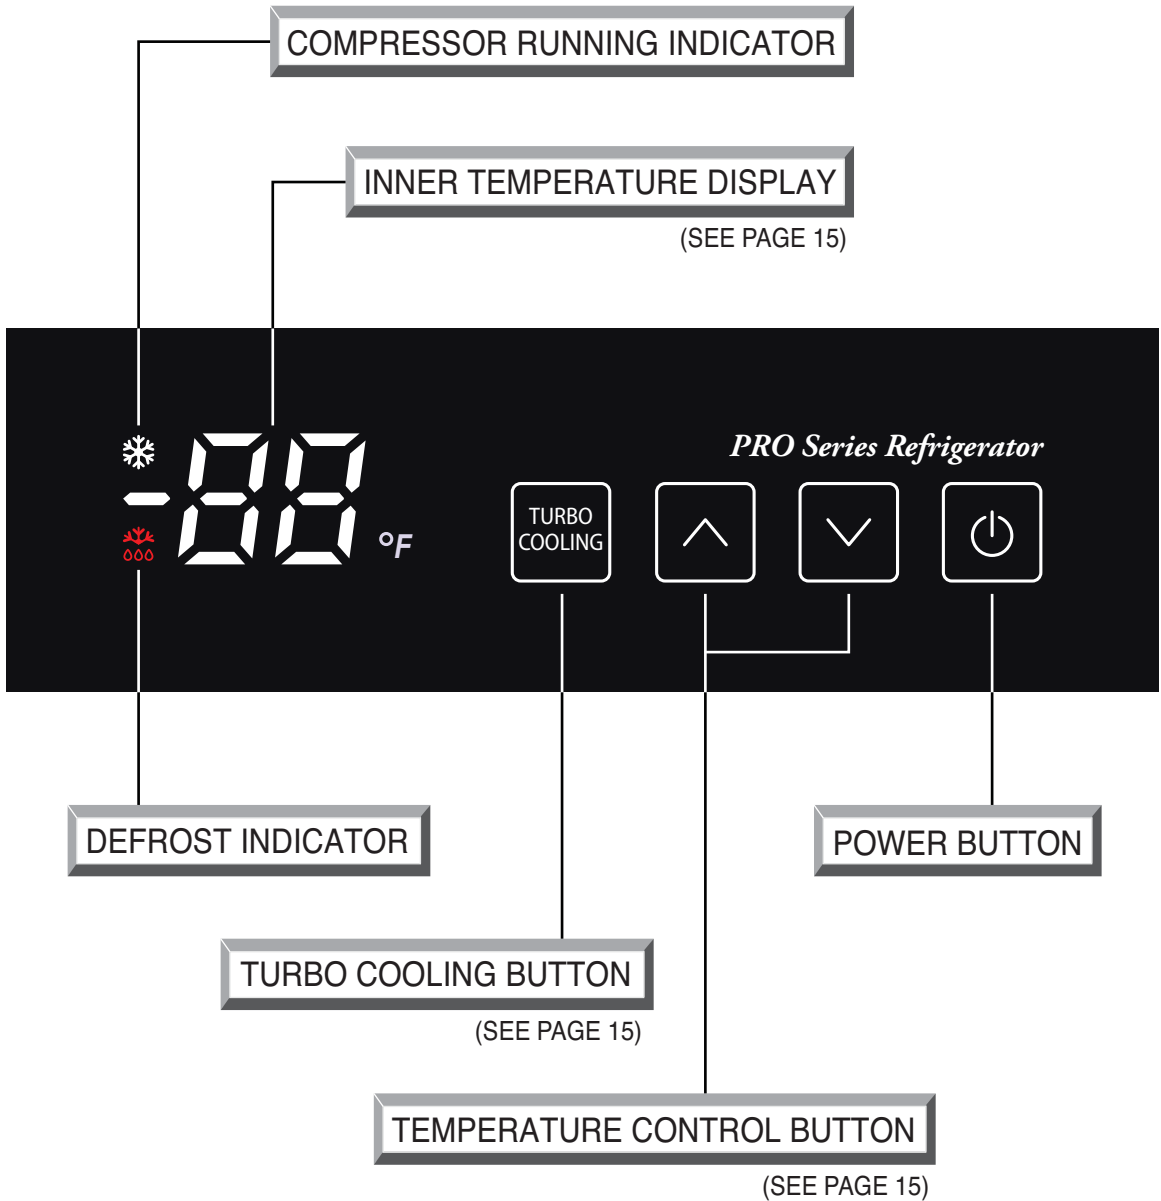 COMPRESSOR RUNNING INDICATOR
INNER TEMPERATURE DISPLAY
(SEE PAGE 15)
PRO Series Refrigerator
-88 °F
TURBO
COOLING
DEFROST INDICATOR
POWER BUTTON
TURBO COOLING BUTTON
(SEE PAGE 15)
TEMPERATURE CONTROL BUTTON
(SEE PAGE 15)